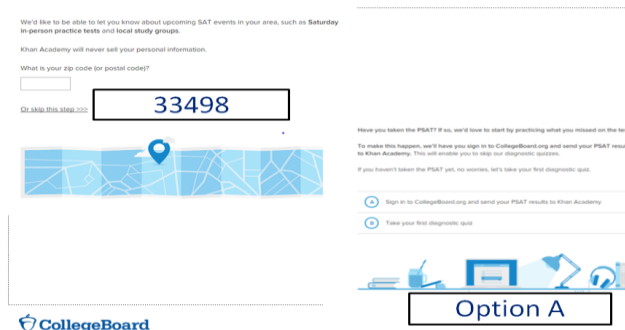 We'd like to be able to let you know about upcoming SAT events in your area, such as Saturday
in-person practice tests and local study groups.
Khan Academy will never sell your personal information.
What is your zip code (or postal code)?
Or skip this step >>>
33498
CollegeBoard
Have you taken the PSAT? If so, we'd love to start by practicing what you missed on the
To make this happen, we'll have you sign in to CollegeBoard.org and send your PSAT
to Khan Academy. This will enable you to skip our diagnostic quizzes.
If you haven't taken the PSAT yet, no worries, let's take your first diagnostic quiz.
A Sign in to CollegeBoard.org and send your PSAT results to Khan Academy
B Take your first diagnostic quiz
Option A